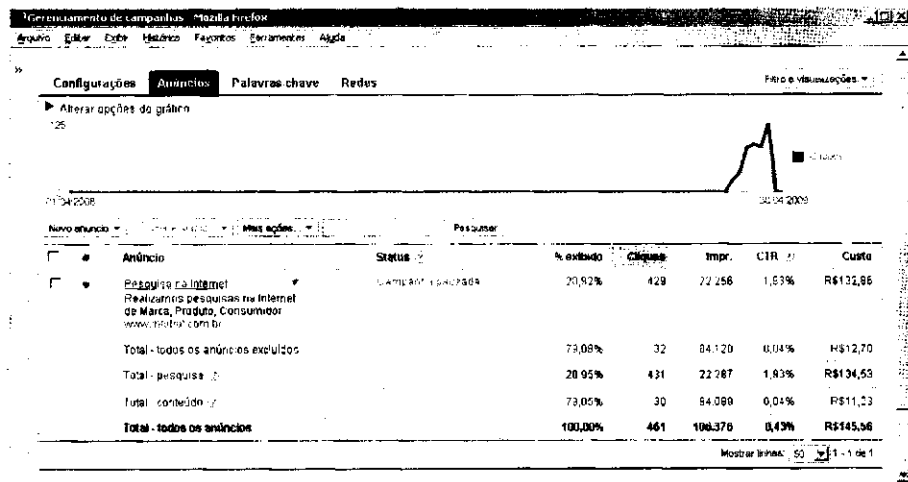 Gerenciamento de campanhas - Mozilla Firefox
Arquivo Editar Exibir Histórico Favoritos Ferramentas Ajuda
»
Configurações Anúncios Palavras-chave Redes Filtro e visualizações
Alterar opções do gráfico
125
Cliques
01/04/2008 30/04/2009
Novo anúncio Mais ações... Pesquisar
Anúncio Status % exibido Cliques Impr. CTR Custo
Pesquisa na Internet Campanha pausada 20,92% 429 22.256 1,93% R$132,86
Realizamos pesquisas na Internet
de Marca, Produto, Consumidor
Total - todos os anúncios excluídos 79,08% 32 84.120 0,04% R$12,70
Total - pesquisa 20,95% 431 22.287 1,93% R$134,53
Total - conteúdo 79,05% 30 84.089 0,04%
Total - todos os anúncios 100,00% 461 106.376 0,43% R$145,56
Mostrar linhas: 50 1 - 1 de 1